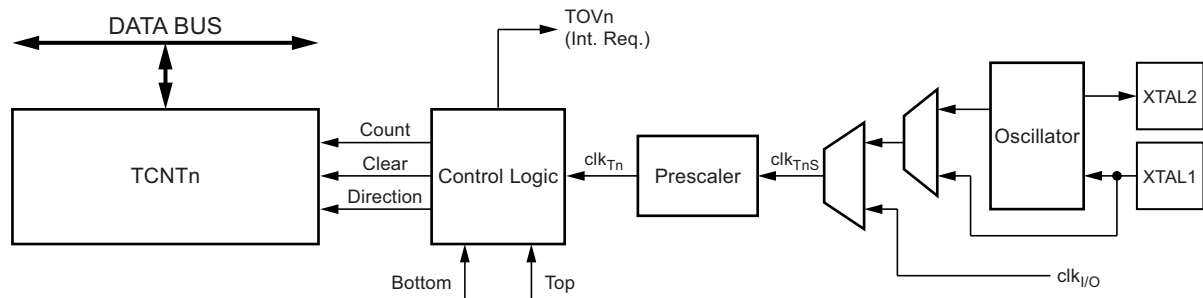 DATA BUS
TOVn
(Int. Req.)
TCNTn
Count
Clear
Direction
Control Logic
clkTn
Prescaler
clkTnS
Oscillator
XTAL2
XTAL1
Bottom
Top
clkI/O